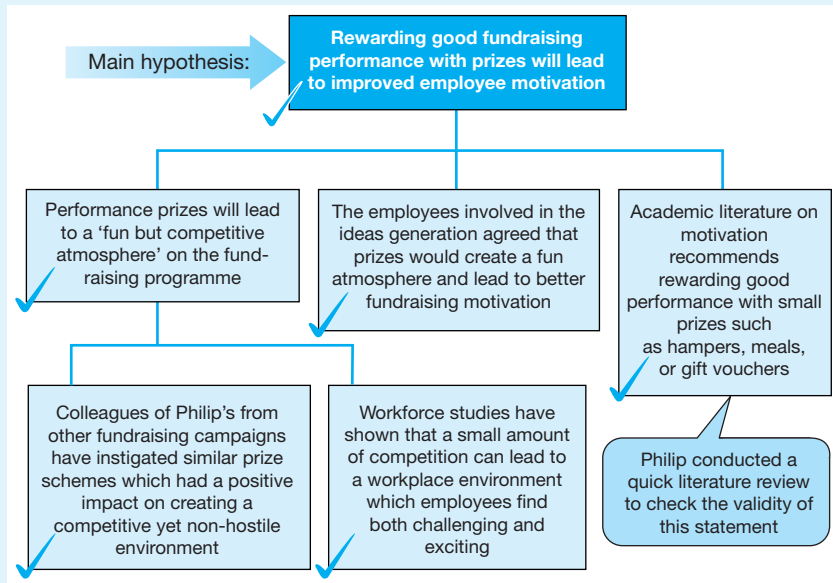 Main hypothesis:
Rewarding good fundraising
performance with prizes will lead
to improved employee motivation
Performance prizes will lead
to a ‘fun but competitive
atmosphere’ on the fund-
raising programme
The employees involved in the
ideas generation agreed that
prizes would create a fun
atmosphere and lead to better
fundraising motivation
Academic literature on
motivation
recommends
rewarding good
performance with small
prizes such
as hampers, meals,
or gift vouchers
Colleagues of Philip’s from
other fundraising campaigns
have instigated similar prize
schemes which had a positive
impact on creating a
competitive yet non-hostile
environment
Workforce studies have
shown that a small amount
of competition can lead to
a workplace environment
which employees find
both challenging and
exciting
Philip conducted a
quick literature review
to check the validity of
this statement